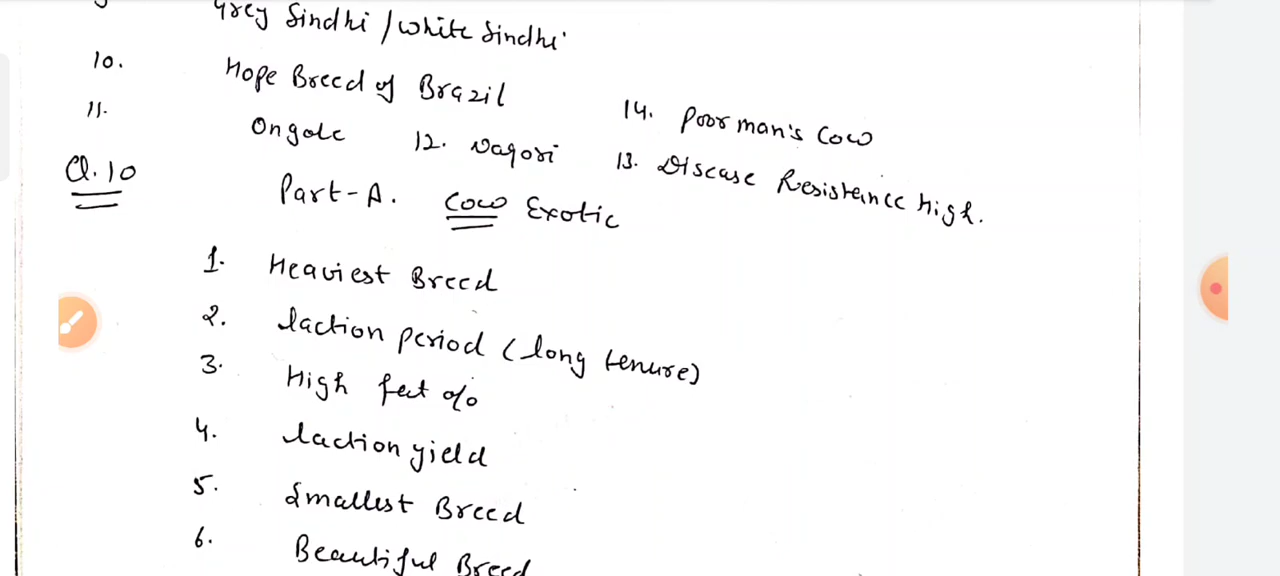 Grey Sindhi / White Sindhi
10. Hope Breed of Brazil
14. Poor man's Cow
11. Ongole 12. Nagori 13. Disease Resistance high.
Q.10 Part-A. Cow Exotic
1. Heaviest Breed
2. laction period (long tenure)
3. High fat %
4. laction yield
5. Smallest Breed
6. Beautiful Breed